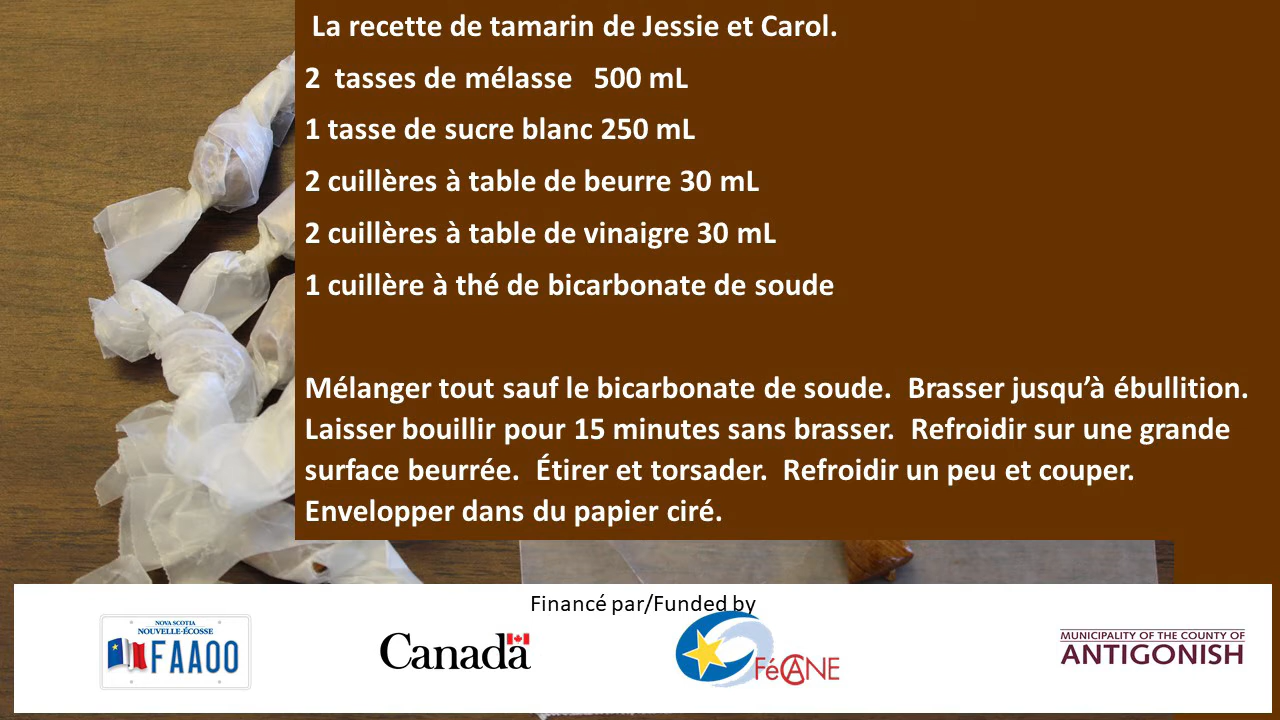 La recette de tamarin de Jessie et Carol.
2 tasses de mélasse 500 mL
1 tasse de sucre blanc 250 mL
2 cuillères à table de beurre 30 mL
2 cuillères à table de vinaigre 30 mL
1 cuillère à thé de bicarbonate de soude
Mélanger tout sauf le bicarbonate de soude. Brasser jusqu’à ébullition.
Laisser bouillir pour 15 minutes sans brasser. Refroidir sur une grande
surface beurrée. Étirer et torsader. Refroidir un peu et couper.
Envelopper dans du papier ciré.
Financé par/Funded by
NOVA SCOTIA
NOUVELLE-ÉCOSSE
FAAOO
Canada
FéCANE
MUNICIPALITY OF THE COUNTY OF
ANTIGONISH